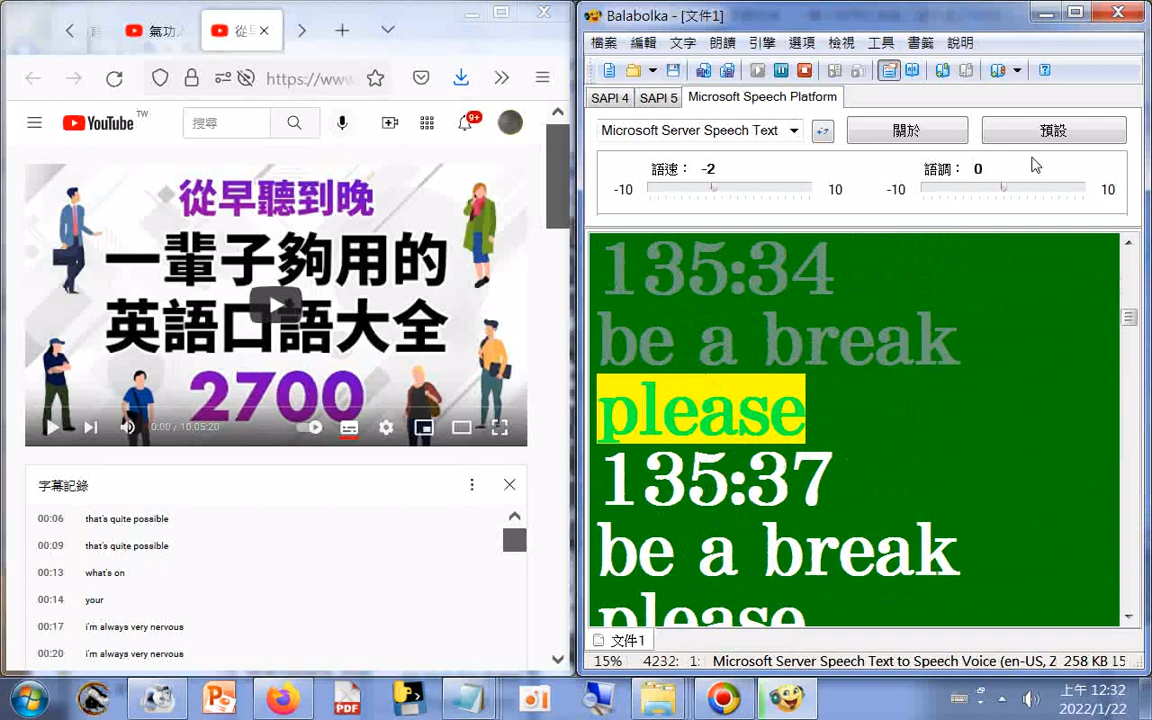 氣功
從
https://www.
YouTube TW
搜尋
9+
從早聽到晚
一輩子夠用的
英語口語大全
2700
0:00 / 10:05:20
字幕記錄
00:06 that's quite possible
00:09 that's quite possible
00:13 what's on
00:14 your
00:17 i'm always very nervous
00:20 i'm always very nervous
Balabolka - [文件1]
檔案 編輯 文字 朗讀 引擎 選項 檢視 工具 書籤 說明
SAPI 4 SAPI 5 Microsoft Speech Platform
Microsoft Server Speech Text 關於 預設
語速： -2 語調： 0
-10 10 -10 10
135:34
be a break
please
135:37
be a break
please
文件1
15% 4232: 1: Microsoft Server Speech Text to Speech Voice (en-US, Z 258 KB 15
PDF
上午 12:32
2022/1/22